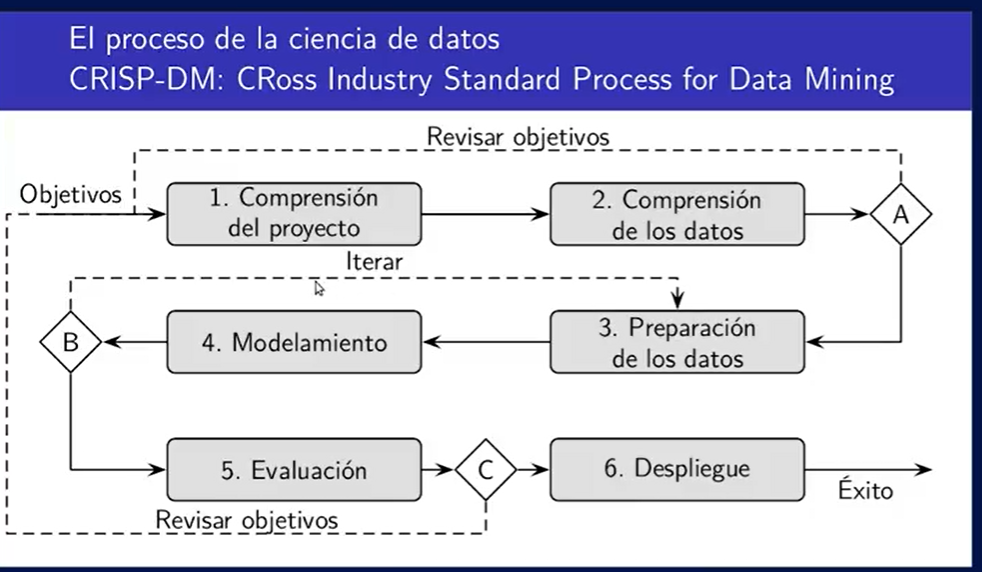 El proceso de la ciencia de datos
CRISP-DM: CRoss Industry Standard Process for Data Mining
Revisar objetivos
Objetivos
1. Comprensión
del proyecto
2. Comprensión
de los datos
A
Iterar
B
4. Modelamiento
3. Preparación
de los datos
5. Evaluación
C
6. Despliegue
Éxito
Revisar objetivos